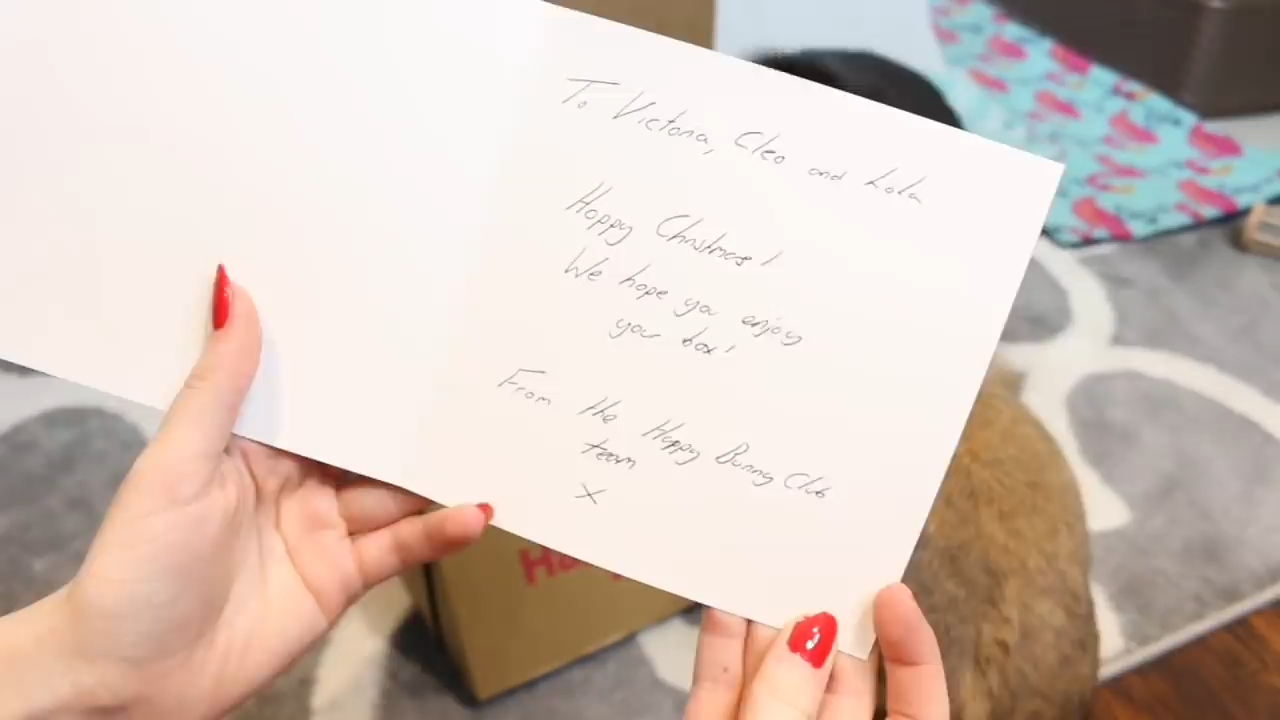 To Victoria, Cleo and Lola
Happy Christmas!
We hope you enjoy
your box!
From the Happy Bunny Club
team
X